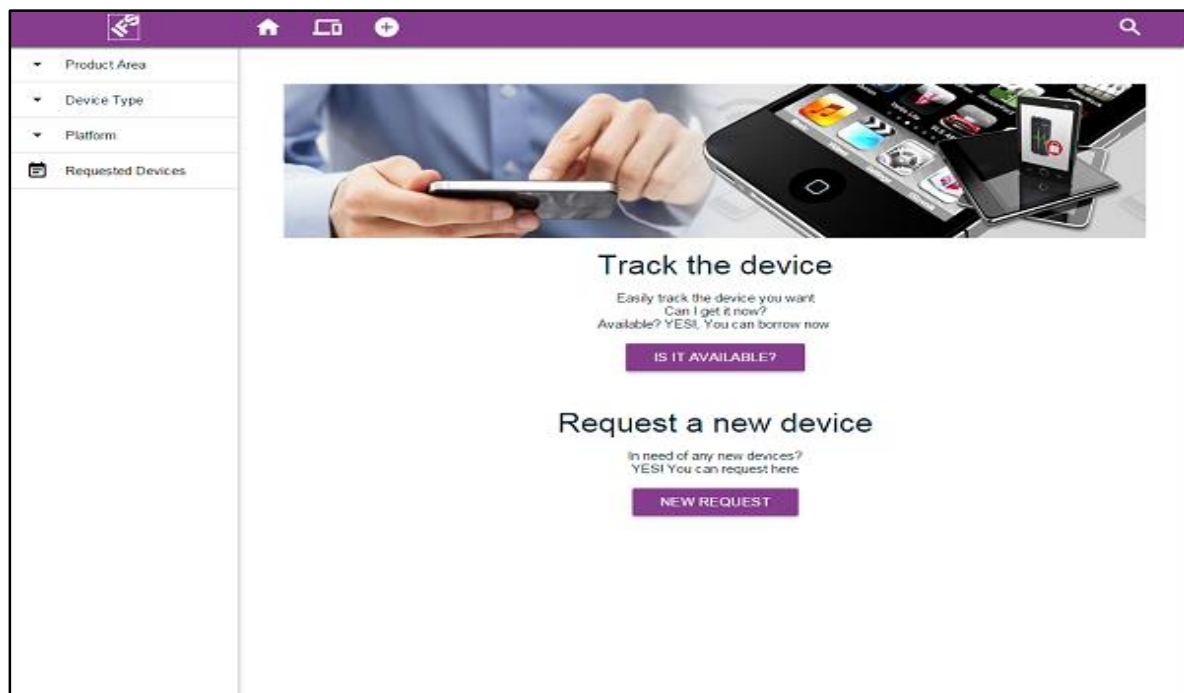 IFS
Product Area
Device Type
Platform
Requested Devices
Track the device
Easily track the device you want
Can I get it now?
Available? YES!, You can borrow now
IS IT AVAILABLE?
Request a new device
In need of any new devices?
YES! You can request here
NEW REQUEST